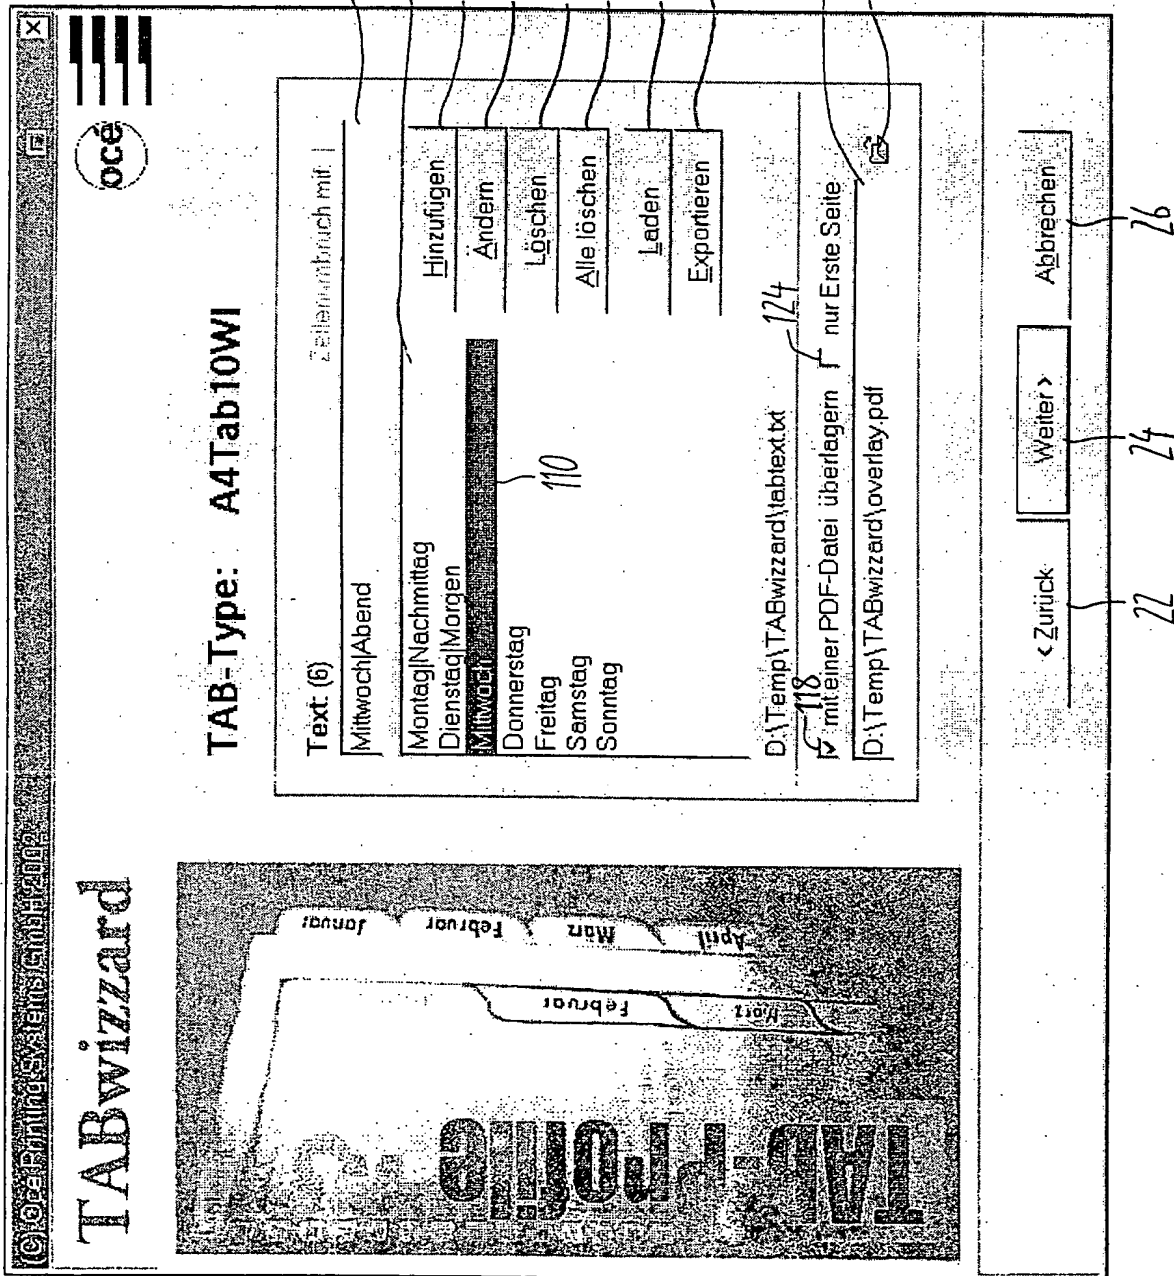 (C) Océ Printing Systems GmbH 2002
TABwizzard
océ
TAB-Type: A4Tab10WI
Text: (6)
Zeilenumbruch mit |
Mittwoch|Abend
Montag|Nachmittag
Dienstag|Morgen
Mittwoch
Donnerstag
Freitag
Samstag
Sonntag
110
Hinzufügen
Ändern
Löschen
Alle löschen
Laden
Exportieren
D:\Temp\TABwizzard\tabtext.txt
118
124
mit einer PDF-Datei überlagern
nur Erste Seite
D:\Temp\TABwizzard\overlay.pdf
Januar
Februar
März
April
Februar
März
TAB-Profile
< Zurück
Weiter >
Abbrechen
22
24
26